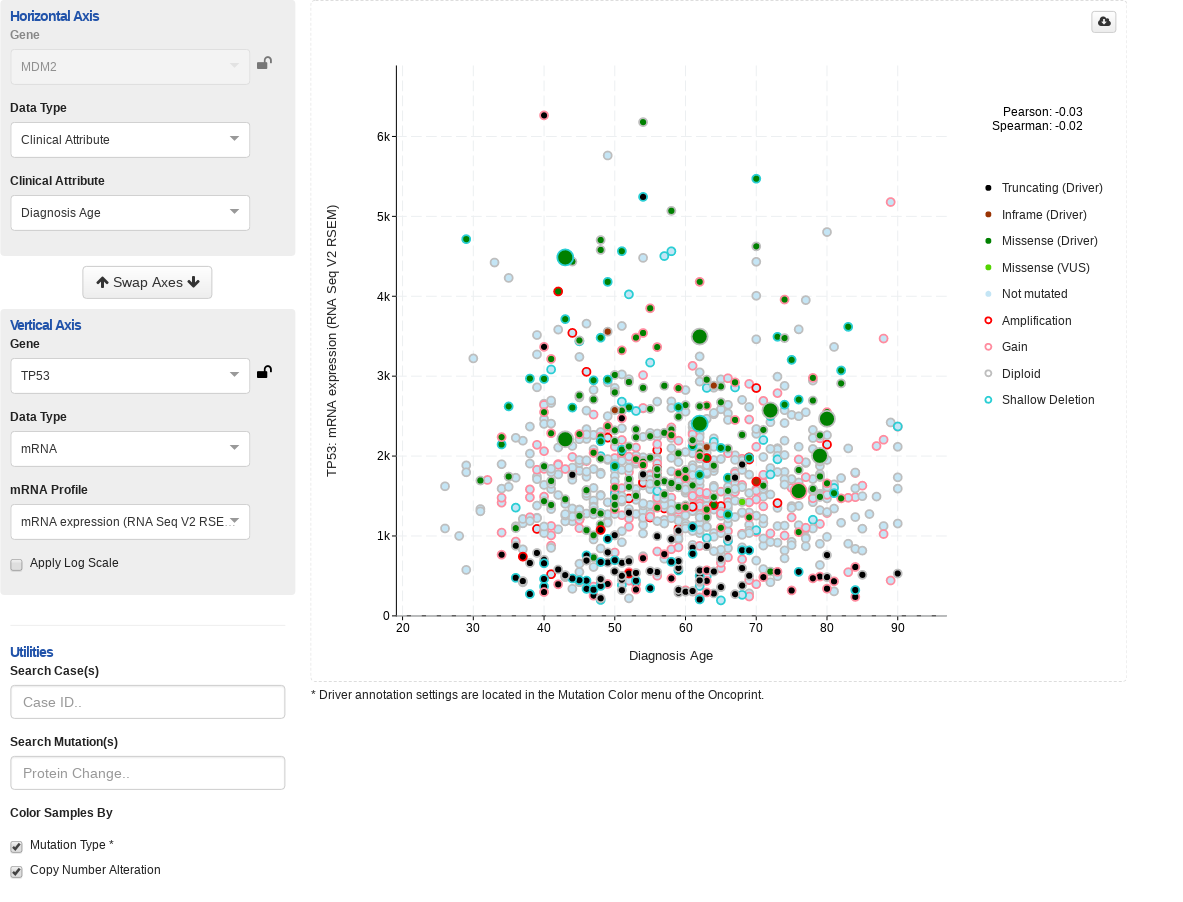 Horizontal Axis
Gene
MDM2
Data Type
Clinical Attribute
Clinical Attribute
Diagnosis Age
Swap Axes
Vertical Axis
Gene
TP53
Data Type
mRNA
mRNA Profile
mRNA expression (RNA Seq V2 RSE..
Apply Log Scale
Utilities
Search Case(s)
Case ID..
Search Mutation(s)
Protein Change..
Color Samples By
Mutation Type *
Copy Number Alteration
TP53: mRNA expression (RNA Seq V2 RSEM)
6k
5k
4k
3k
2k
1k
0
20 30 40 50 60 70 80 90
Diagnosis Age
Pearson: -0.03
Spearman: -0.02
Truncating (Driver)
Inframe (Driver)
Missense (Driver)
Missense (VUS)
Not mutated
Amplification
Gain
Diploid
Shallow Deletion
* Driver annotation settings are located in the Mutation Color menu of the Oncoprint.